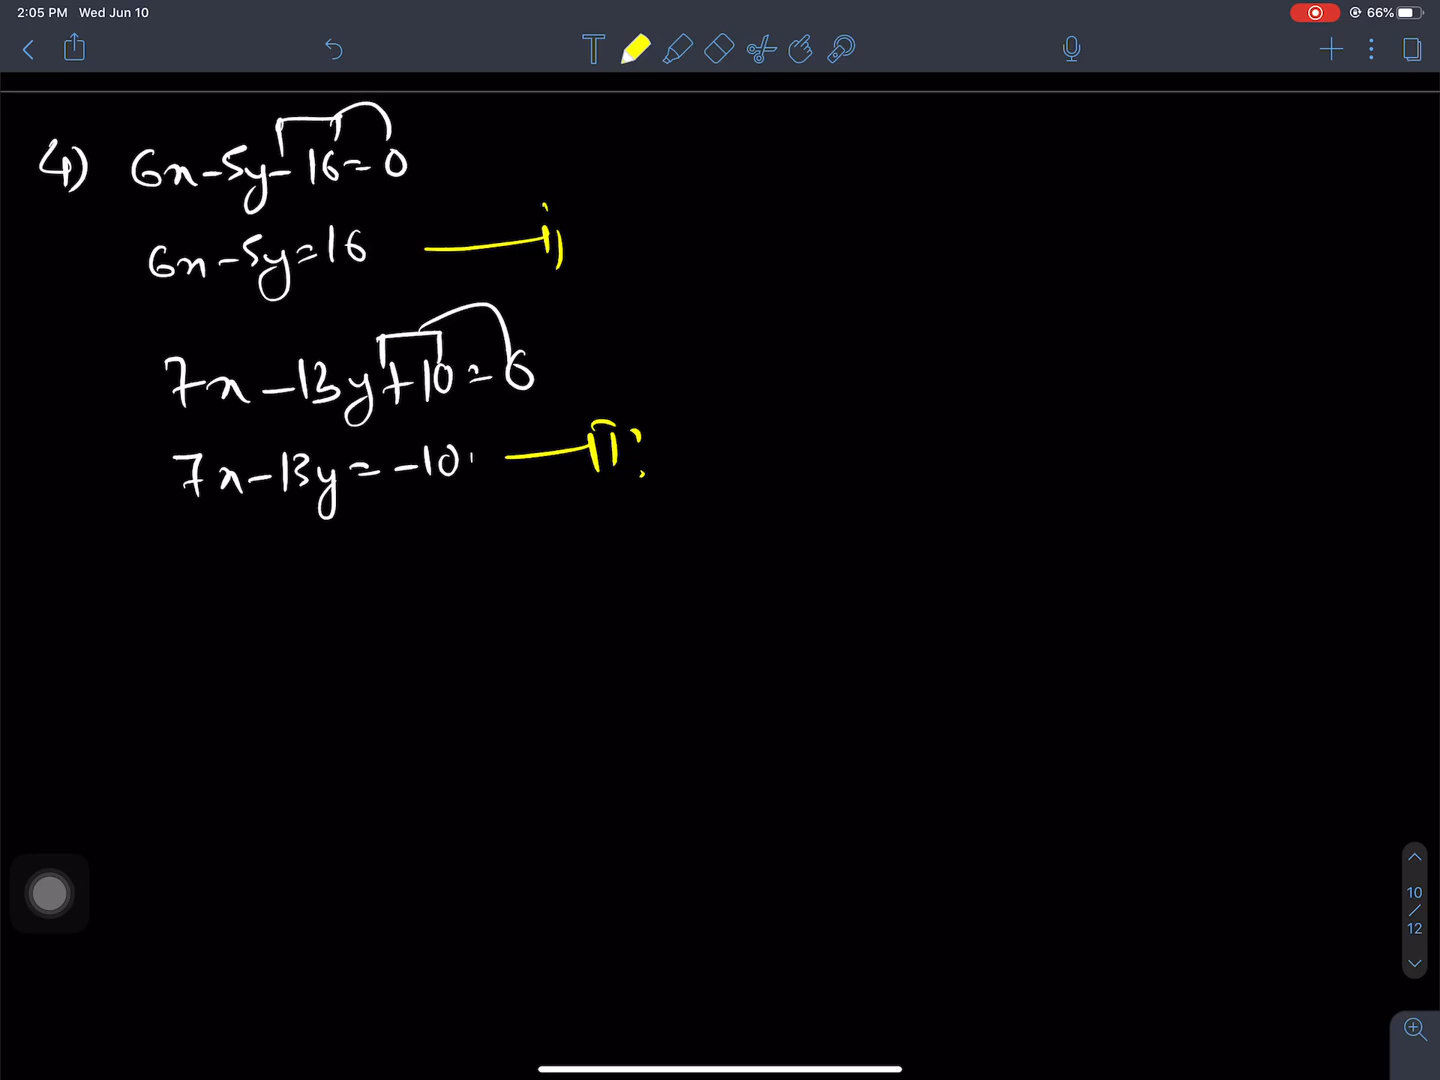 2:05 PM Wed Jun 10
66%
4) 6x-5y-16=0
6x-5y=16 i)
7x-13y+10=0
7x-13y=-10
10
/
12